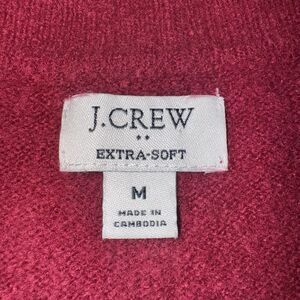 J.CREW
EXTRA-SOFT
M
MADE IN
CAMBODIA